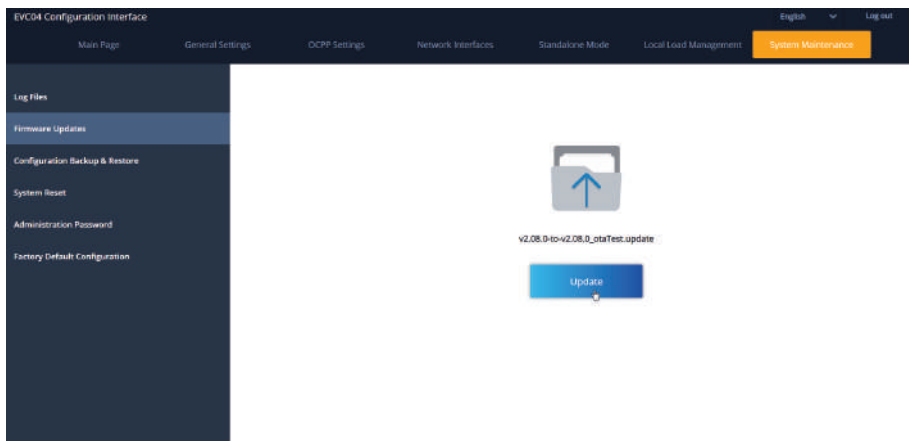 EVC04 Configuration Interface
English
Log out
Main Page
General Settings
OCPP Settings
Network Interfaces
Standalone Mode
Local Load Management
System Maintenance
Log Files
Firmware Updates
Configuration Backup & Restore
System Reset
Administration Password
Factory Default Configuration
v2.08.0-to-v2.08.0_otaTest.update
Update